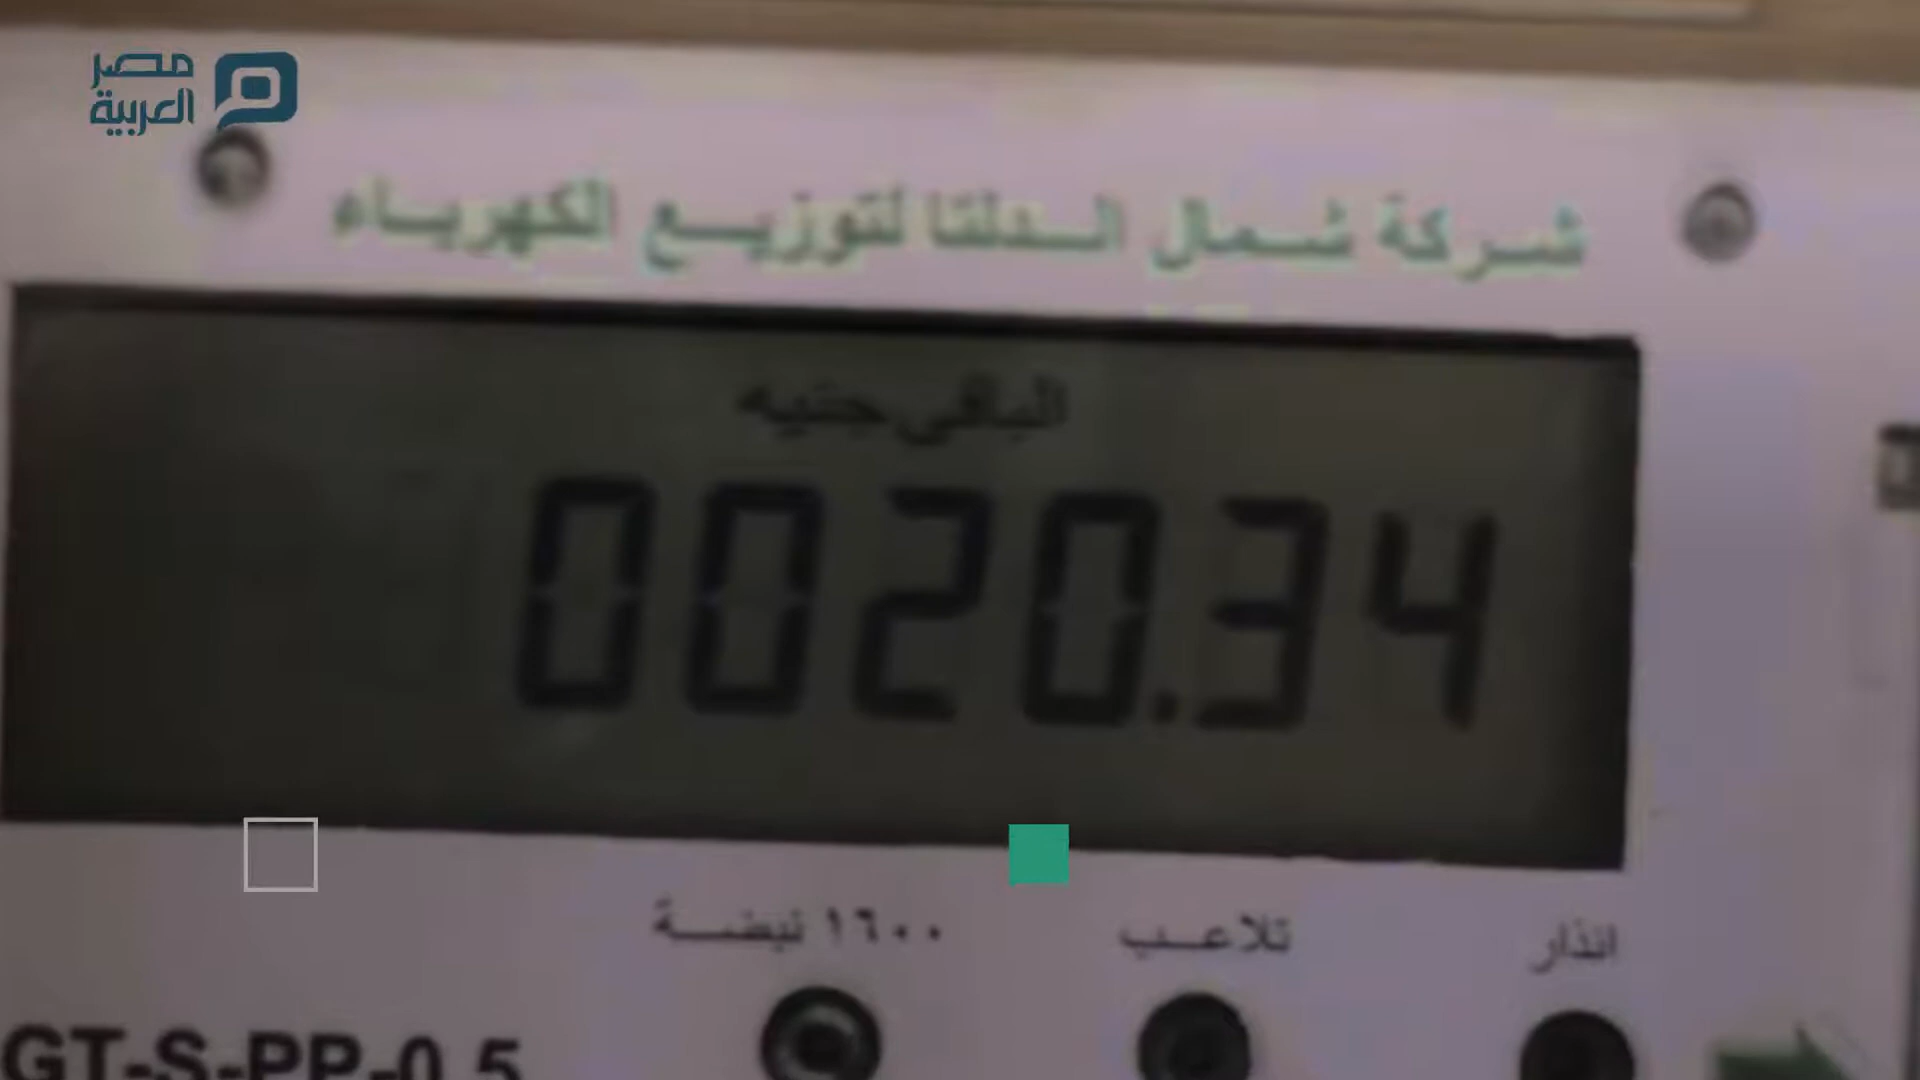 مصر
العربية
شركة شمال الدلتا لتوزيع الكهرباء
الباقي جنيه
0020.34
١٦٠٠ نبضة
تلاعب
انذار
GT-S-PP-0.5